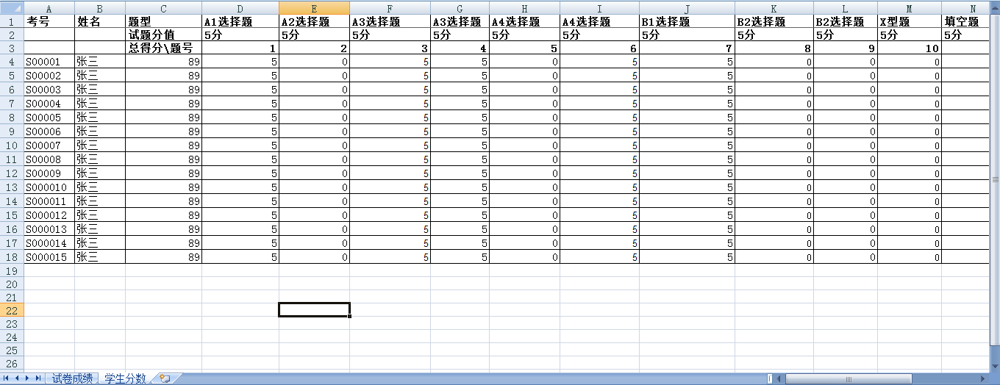 A B C D E F G H I J K L M N
1 考号 姓名 题型 A1选择题 A2选择题 A3选择题 A3选择题 A4选择题 A4选择题 B1选择题 B2选择题 B2选择题 X型题 填空题
2 试题分值 5分 5分 5分 5分 5分 5分 5分 5分 5分 5分 5分
3 总得分\题号 1 2 3 4 5 6 7 8 9 10
4 S00001 张三 89 5 0 5 5 0 5 5 0 0 0
5 S00002 张三 89 5 0 5 5 0 5 5 0 0 0
6 S00003 张三 89 5 0 5 5 0 5 5 0 0 0
7 S00004 张三 89 5 0 5 5 0 5 5 0 0 0
8 S00005 张三 89 5 0 5 5 0 5 5 0 0 0
9 S00006 张三 89 5 0 5 5 0 5 5 0 0 0
10 S00007 张三 89 5 0 5 5 0 5 5 0 0 0
11 S00008 张三 89 5 0 5 5 0 5 5 0 0 0
12 S00009 张三 89 5 0 5 5 0 5 5 0 0 0
13 S000010 张三 89 5 0 5 5 0 5 5 0 0 0
14 S000011 张三 89 5 0 5 5 0 5 5 0 0 0
15 S000012 张三 89 5 0 5 5 0 5 5 0 0 0
16 S000013 张三 89 5 0 5 5 0 5 5 0 0 0
17 S000014 张三 89 5 0 5 5 0 5 5 0 0 0
18 S000015 张三 89 5 0 5 5 0 5 5 0 0 0
19
20
21
22
23
24
25
26
试卷成绩 学生分数